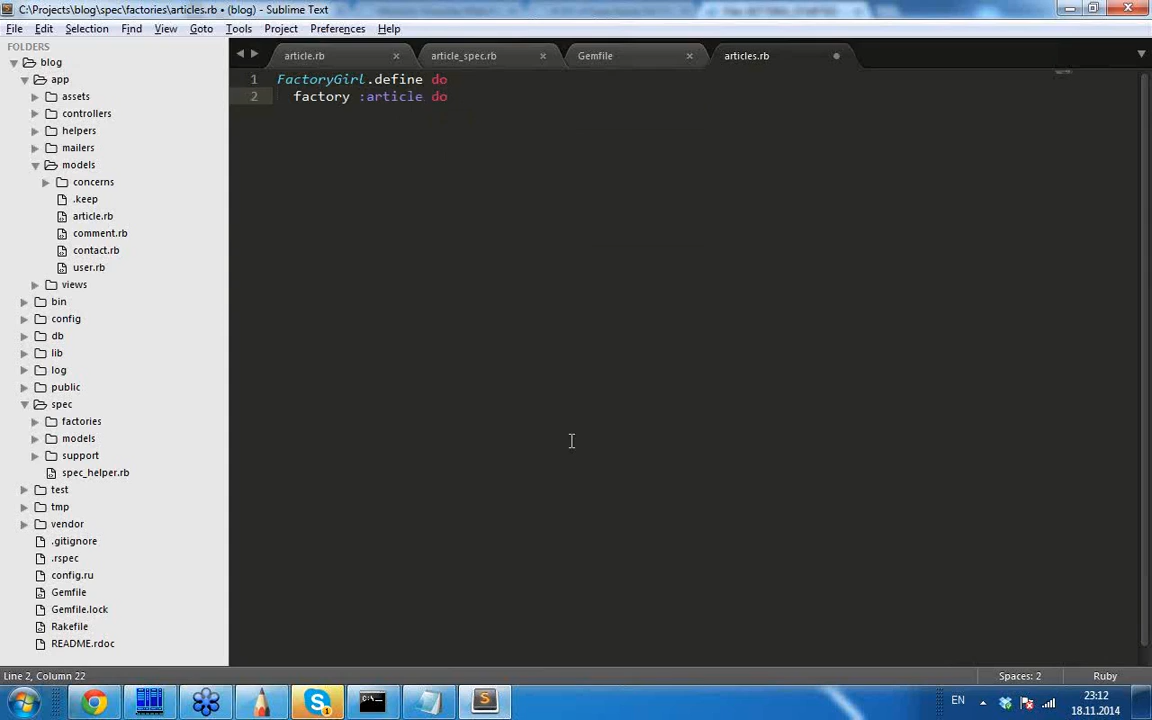 C:\Projects\blog\spec\factories\articles.rb • (blog) - Sublime Text
File Edit Selection Find View Goto Tools Project Preferences Help
FOLDERS
blog
app
assets
controllers
helpers
mailers
models
concerns
.keep
article.rb
comment.rb
contact.rb
user.rb
views
bin
config
db
lib
log
public
spec
factories
models
support
spec_helper.rb
test
tmp
vendor
.gitignore
.rspec
config.ru
Gemfile
Gemfile.lock
Rakefile
README.rdoc
article.rb article_spec.rb Gemfile articles.rb
1 FactoryGirl.define do
2 factory :article do
Line 2, Column 22 Spaces: 2 Ruby
EN 23:12
18.11.2014